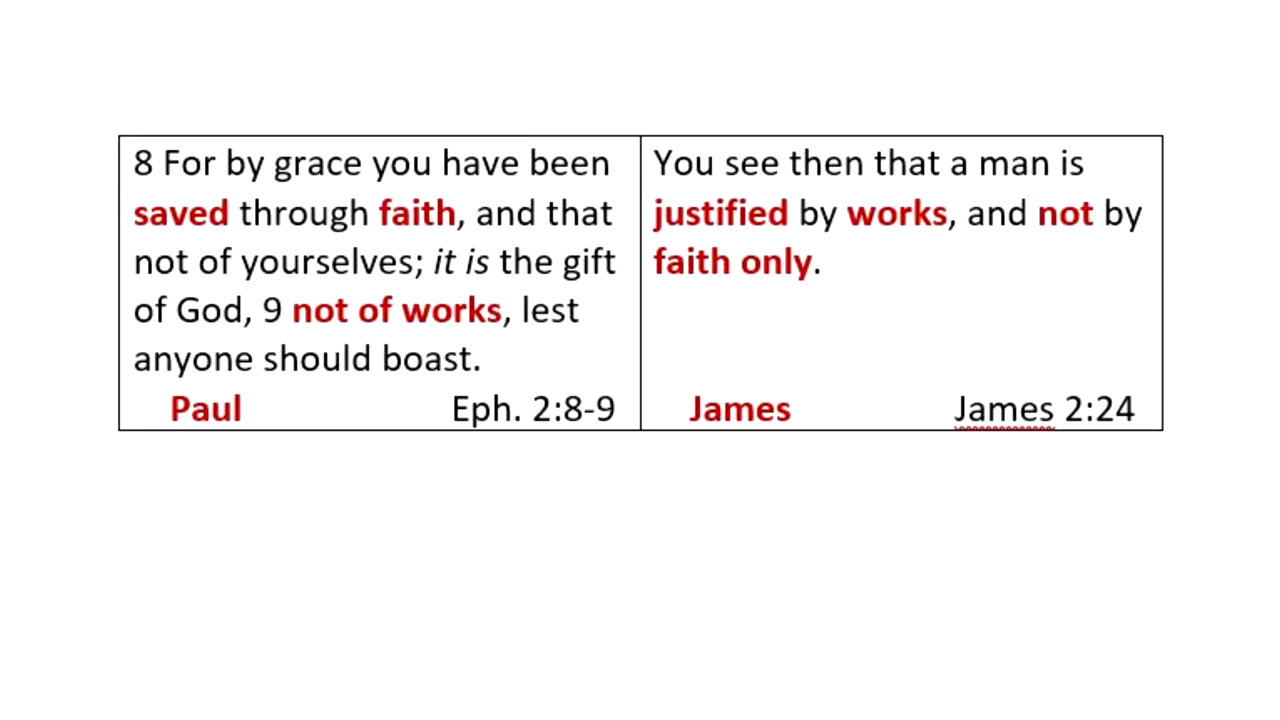 8 For by grace you have been
saved through faith, and that
not of yourselves; it is the gift
of God, 9 not of works, lest
anyone should boast.
Paul Eph. 2:8-9
You see then that a man is
justified by works, and not by
faith only.
James James 2:24